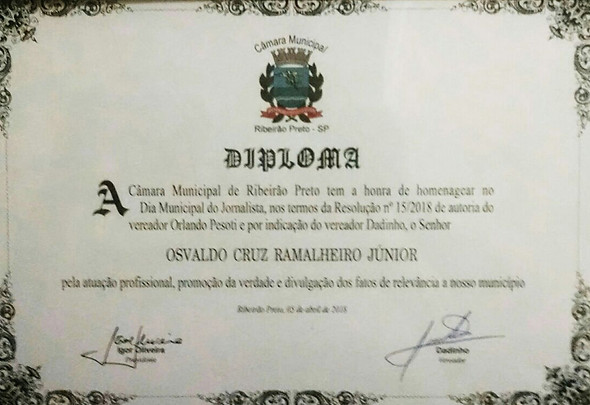 Câmara Municipal
Ribeirão Preto - SP
DIPLOMA
A Câmara Municipal de Ribeirão Preto tem a honra de homenagear no
Dia Municipal do Jornalista, nos termos da Resolução nº 15/2018 de autoria do
vereador Orlando Pesoti e por indicação do vereador Dadinho, o Senhor
OSVALDO CRUZ RAMALHEIRO JÚNIOR
pela atuação profissional, promoção da verdade e divulgação dos fatos de relevância a nosso município
Ribeirão Preto, 05 de abril de 2018
Igor Oliveira
Presidente
Dadinho
Vereador